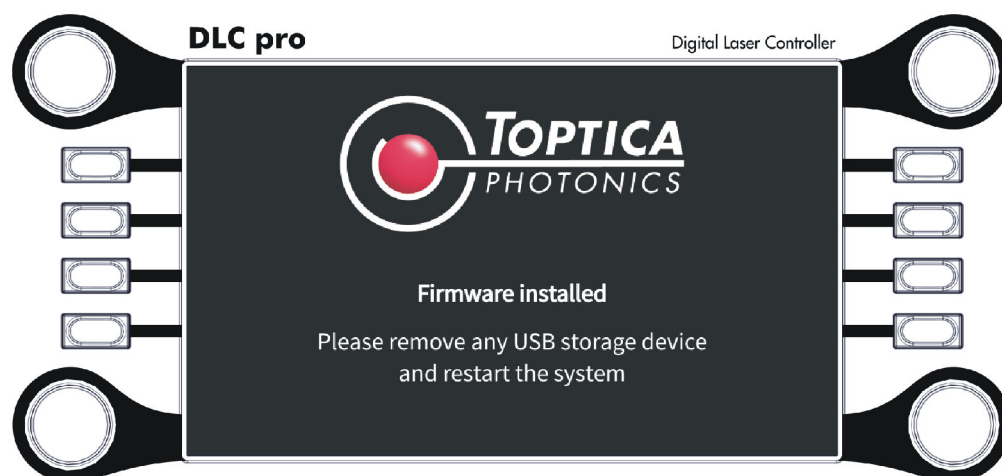 DLC pro
Digital Laser Controller
TOPTICA
PHOTONICS
Firmware installed
Please remove any USB storage device
and restart the system